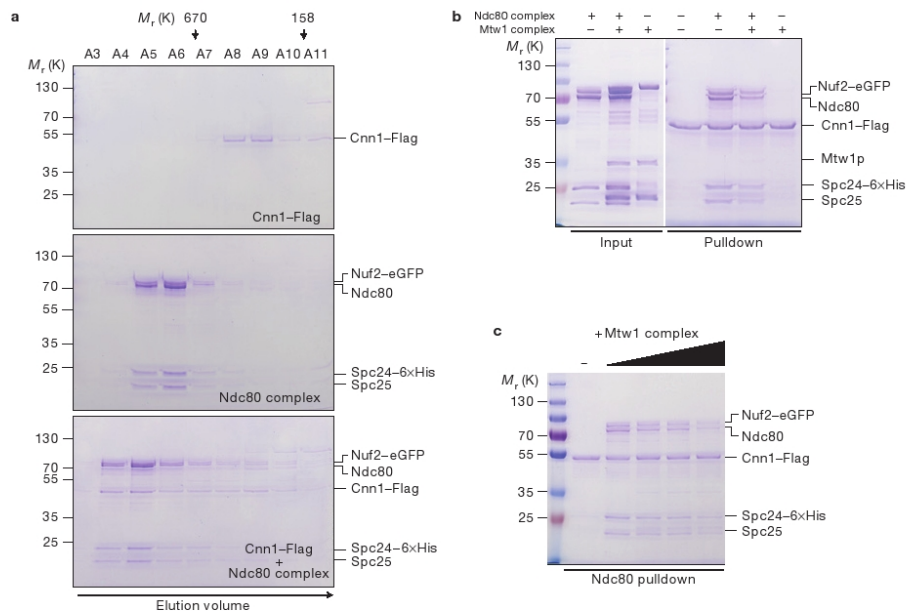 a
Mr (K) 670 158
A3 A4 A5 A6 A7 A8 A9 A10 A11
Mr (K)
130
70
55
35
25
Cnn1–Flag
Cnn1–Flag
130
70
55
35
25
Nuf2–eGFP
Ndc80
Spc24–6×His
Spc25
Ndc80 complex
130
70
55
35
25
Nuf2–eGFP
Ndc80
Cnn1–Flag
Spc24–6×His
Spc25
Cnn1–Flag
+
Ndc80 complex
Elution volume
b
Ndc80 complex + + – – + + –
Mtw1 complex – + + – – + +
Mr (K)
130
70
55
35
25
Nuf2–eGFP
Ndc80
Cnn1–Flag
Mtw1p
Spc24–6×His
Spc25
Input Pulldown
c
+Mtw1 complex
–
Mr (K)
130
70
55
35
25
Nuf2–eGFP
Ndc80
Cnn1–Flag
Spc24–6×His
Spc25
Ndc80 pulldown